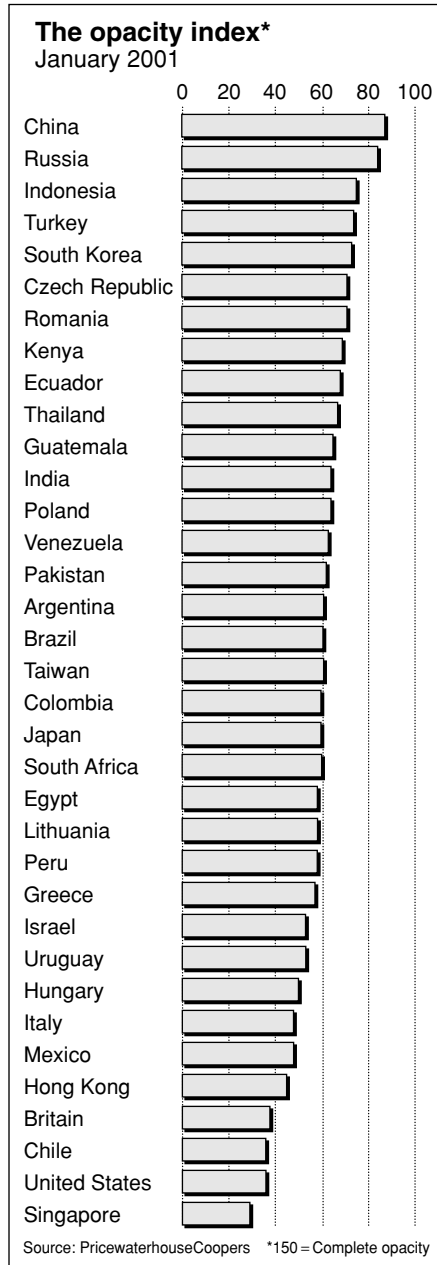 The opacity index*
January 2001
0 20 40 60 80 100
China
Russia
Indonesia
Turkey
South Korea
Czech Republic
Romania
Kenya
Ecuador
Thailand
Guatemala
India
Poland
Venezuela
Pakistan
Argentina
Brazil
Taiwan
Colombia
Japan
South Africa
Egypt
Lithuania
Peru
Greece
Israel
Uruguay
Hungary
Italy
Mexico
Hong Kong
Britain
Chile
United States
Singapore
Source: PricewaterhouseCoopers *150 = Complete opacity